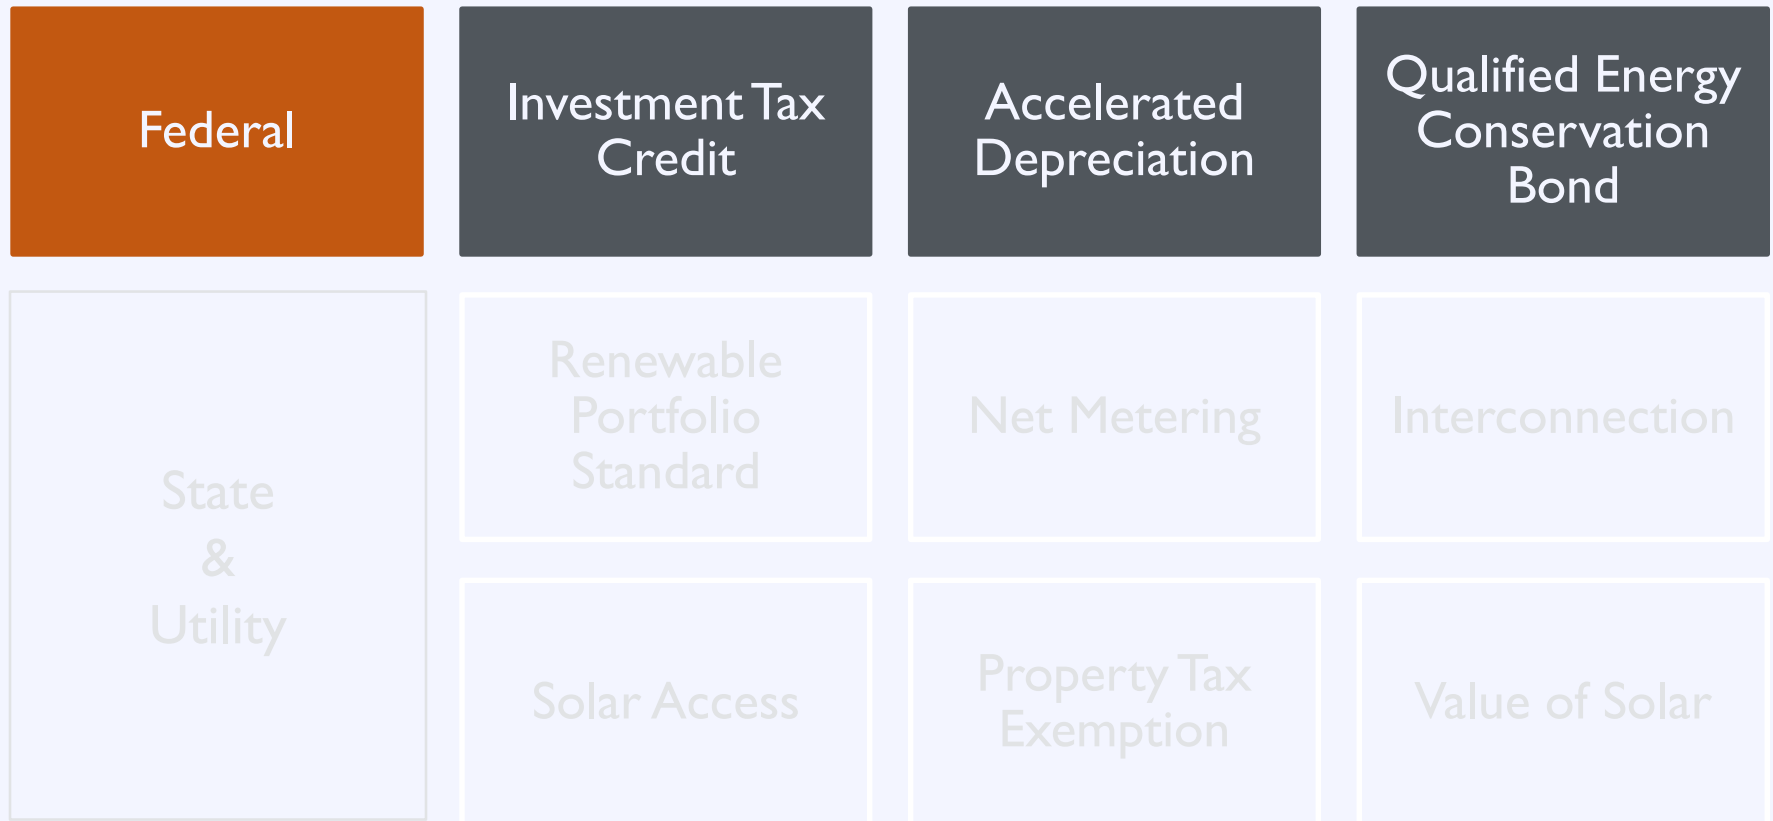 Federal
Investment Tax
Credit
Accelerated
Depreciation
Qualified Energy
Conservation
Bond
State
&
Utility
Renewable
Portfolio
Standard
Net Metering
Interconnection
Solar Access
Property Tax
Exemption
Value of Solar